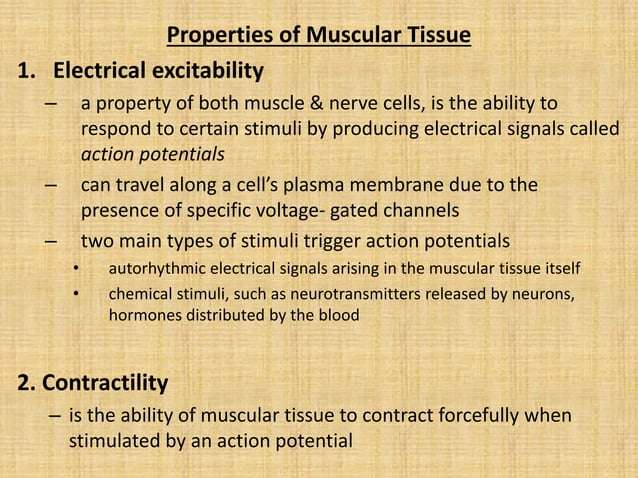 Properties of Muscular Tissue
1. Electrical excitability
– a property of both muscle & nerve cells, is the ability to
respond to certain stimuli by producing electrical signals called
action potentials
– can travel along a cell’s plasma membrane due to the
presence of specific voltage- gated channels
– two main types of stimuli trigger action potentials
• autorhythmic electrical signals arising in the muscular tissue itself
• chemical stimuli, such as neurotransmitters released by neurons,
hormones distributed by the blood
2. Contractility
– is the ability of muscular tissue to contract forcefully when
stimulated by an action potential